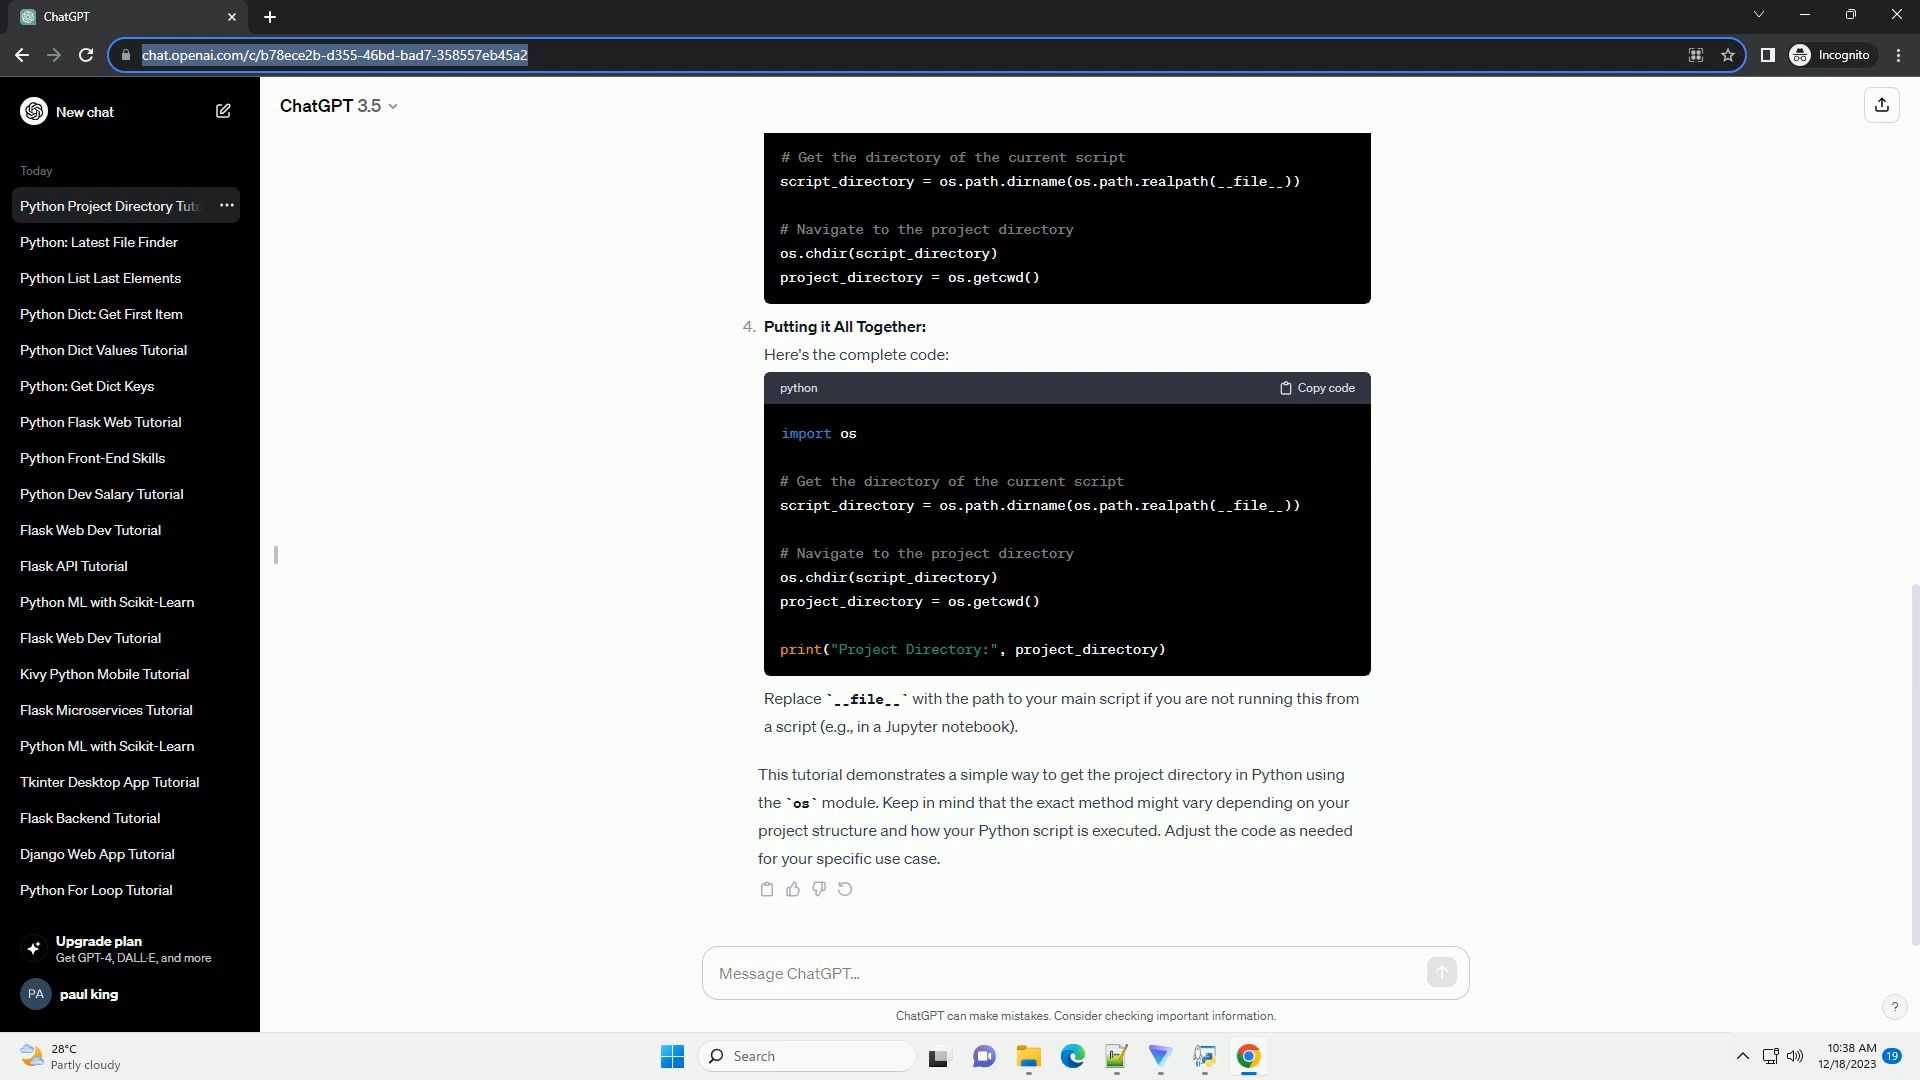 ChatGPT
chat.openai.com/c/b78ece2b-d355-46bd-bad7-358557eb45a2
Incognito
New chat
ChatGPT 3.5
Today
Python Project Directory Tuto
Python: Latest File Finder
Python List Last Elements
Python Dict: Get First Item
Python Dict Values Tutorial
Python: Get Dict Keys
Python Flask Web Tutorial
Python Front-End Skills
Python Dev Salary Tutorial
Flask Web Dev Tutorial
Flask API Tutorial
Python ML with Scikit-Learn
Flask Web Dev Tutorial
Kivy Python Mobile Tutorial
Flask Microservices Tutorial
Python ML with Scikit-Learn
Tkinter Desktop App Tutorial
Flask Backend Tutorial
Django Web App Tutorial
Python For Loop Tutorial
Upgrade plan
Get GPT-4, DALL·E, and more
PA paul king
# Get the directory of the current script
script_directory = os.path.dirname(os.path.realpath(__file__))
# Navigate to the project directory
os.chdir(script_directory)
project_directory = os.getcwd()
4. Putting it All Together:
Here's the complete code:
python Copy code
import os
# Get the directory of the current script
script_directory = os.path.dirname(os.path.realpath(__file__))
# Navigate to the project directory
os.chdir(script_directory)
project_directory = os.getcwd()
print("Project Directory:", project_directory)
Replace `__file__` with the path to your main script if you are not running this from
a script (e.g., in a Jupyter notebook).
This tutorial demonstrates a simple way to get the project directory in Python using
the `os` module. Keep in mind that the exact method might vary depending on your
project structure and how your Python script is executed. Adjust the code as needed
for your specific use case.
Message ChatGPT...
ChatGPT can make mistakes. Consider checking important information.
?
28°C
Partly cloudy
Search
10:38 AM
12/18/2023
19